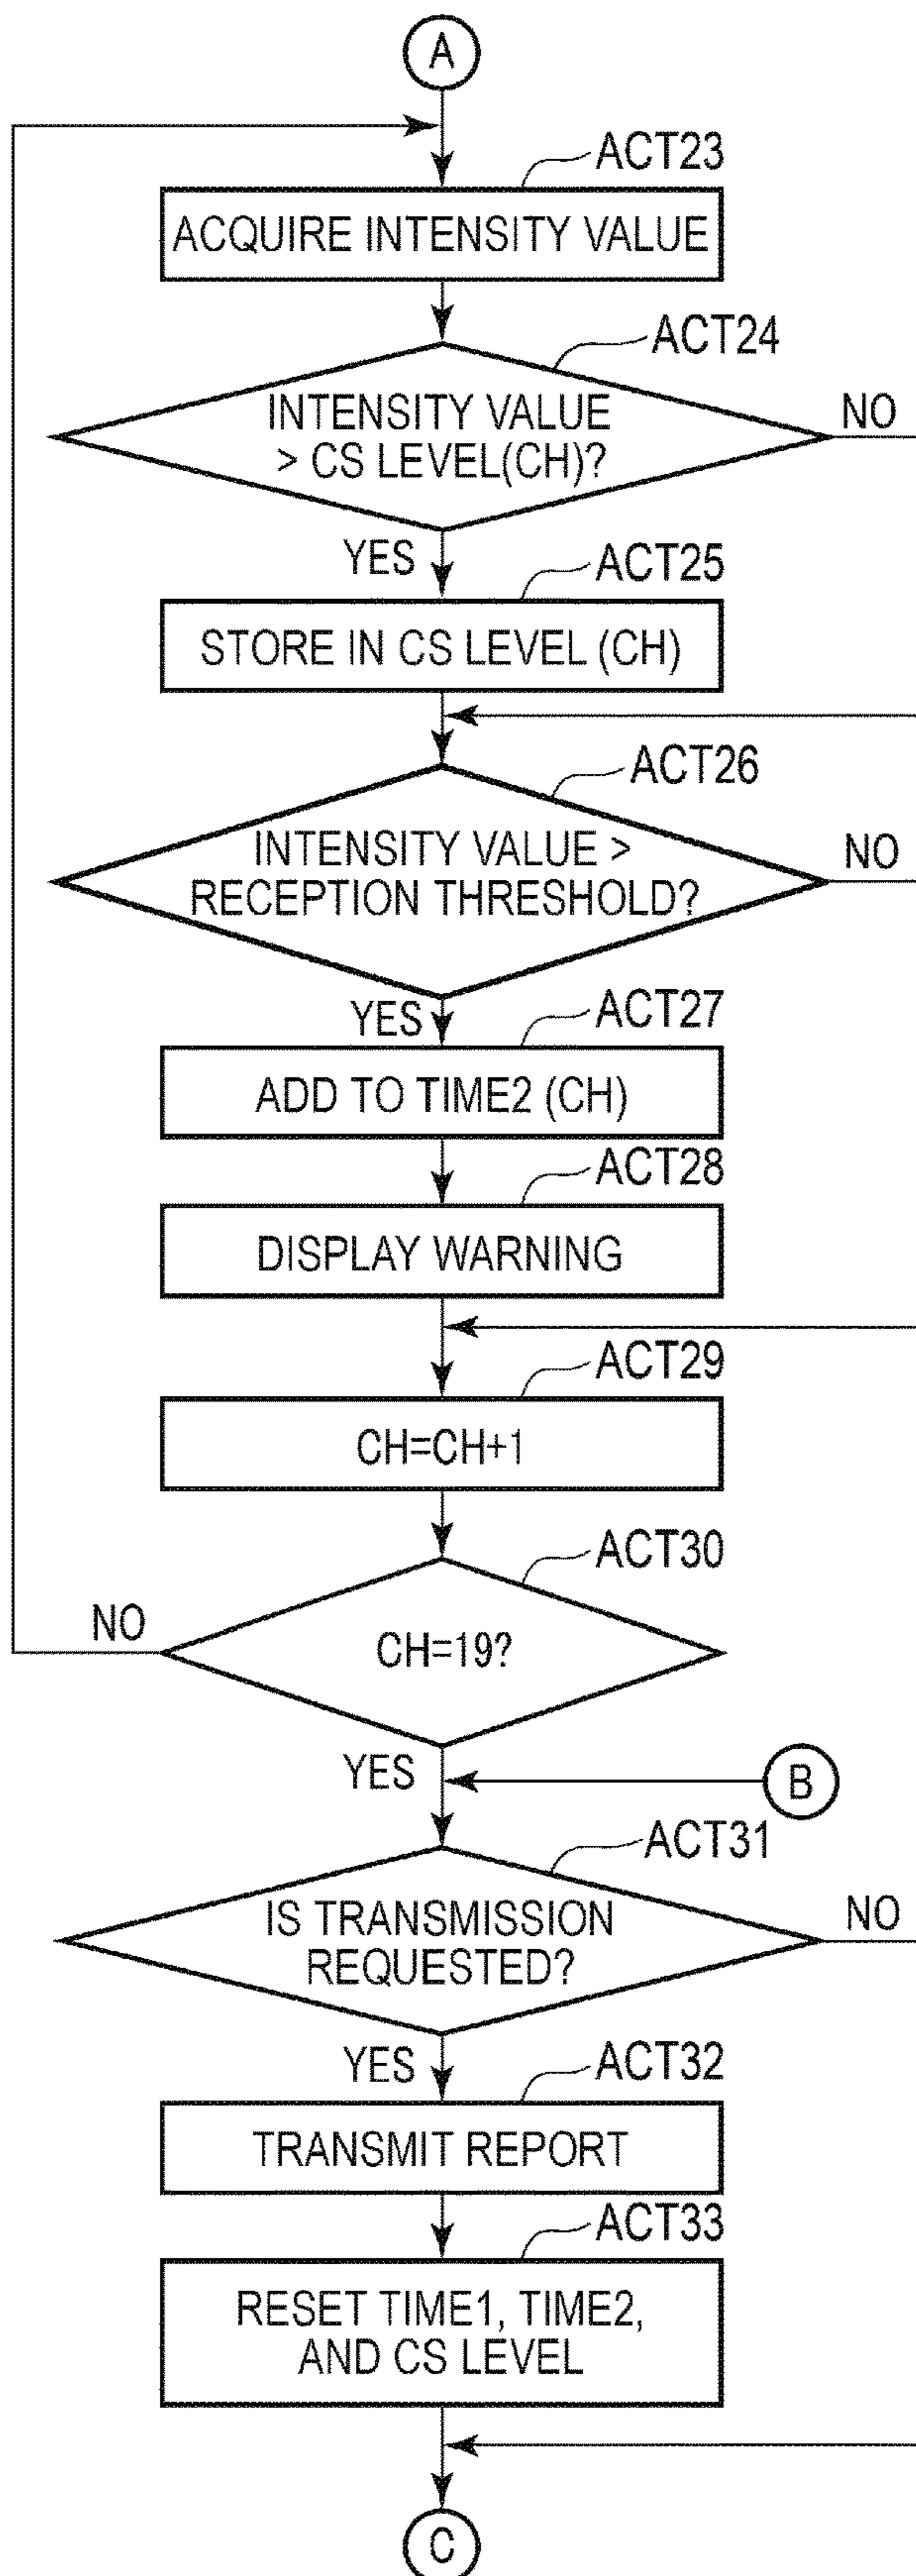 A
ACT23
ACQUIRE INTENSITY VALUE
ACT24
INTENSITY VALUE
> CS LEVEL(CH)?
NO
YES
ACT25
STORE IN CS LEVEL (CH)
ACT26
INTENSITY VALUE >
RECEPTION THRESHOLD?
NO
YES
ACT27
ADD TO TIME2 (CH)
ACT28
DISPLAY WARNING
ACT29
CH=CH+1
ACT30
NO
CH=19?
YES
B
ACT31
IS TRANSMISSION
REQUESTED?
NO
YES
ACT32
TRANSMIT REPORT
ACT33
RESET TIME1, TIME2,
AND CS LEVEL
C